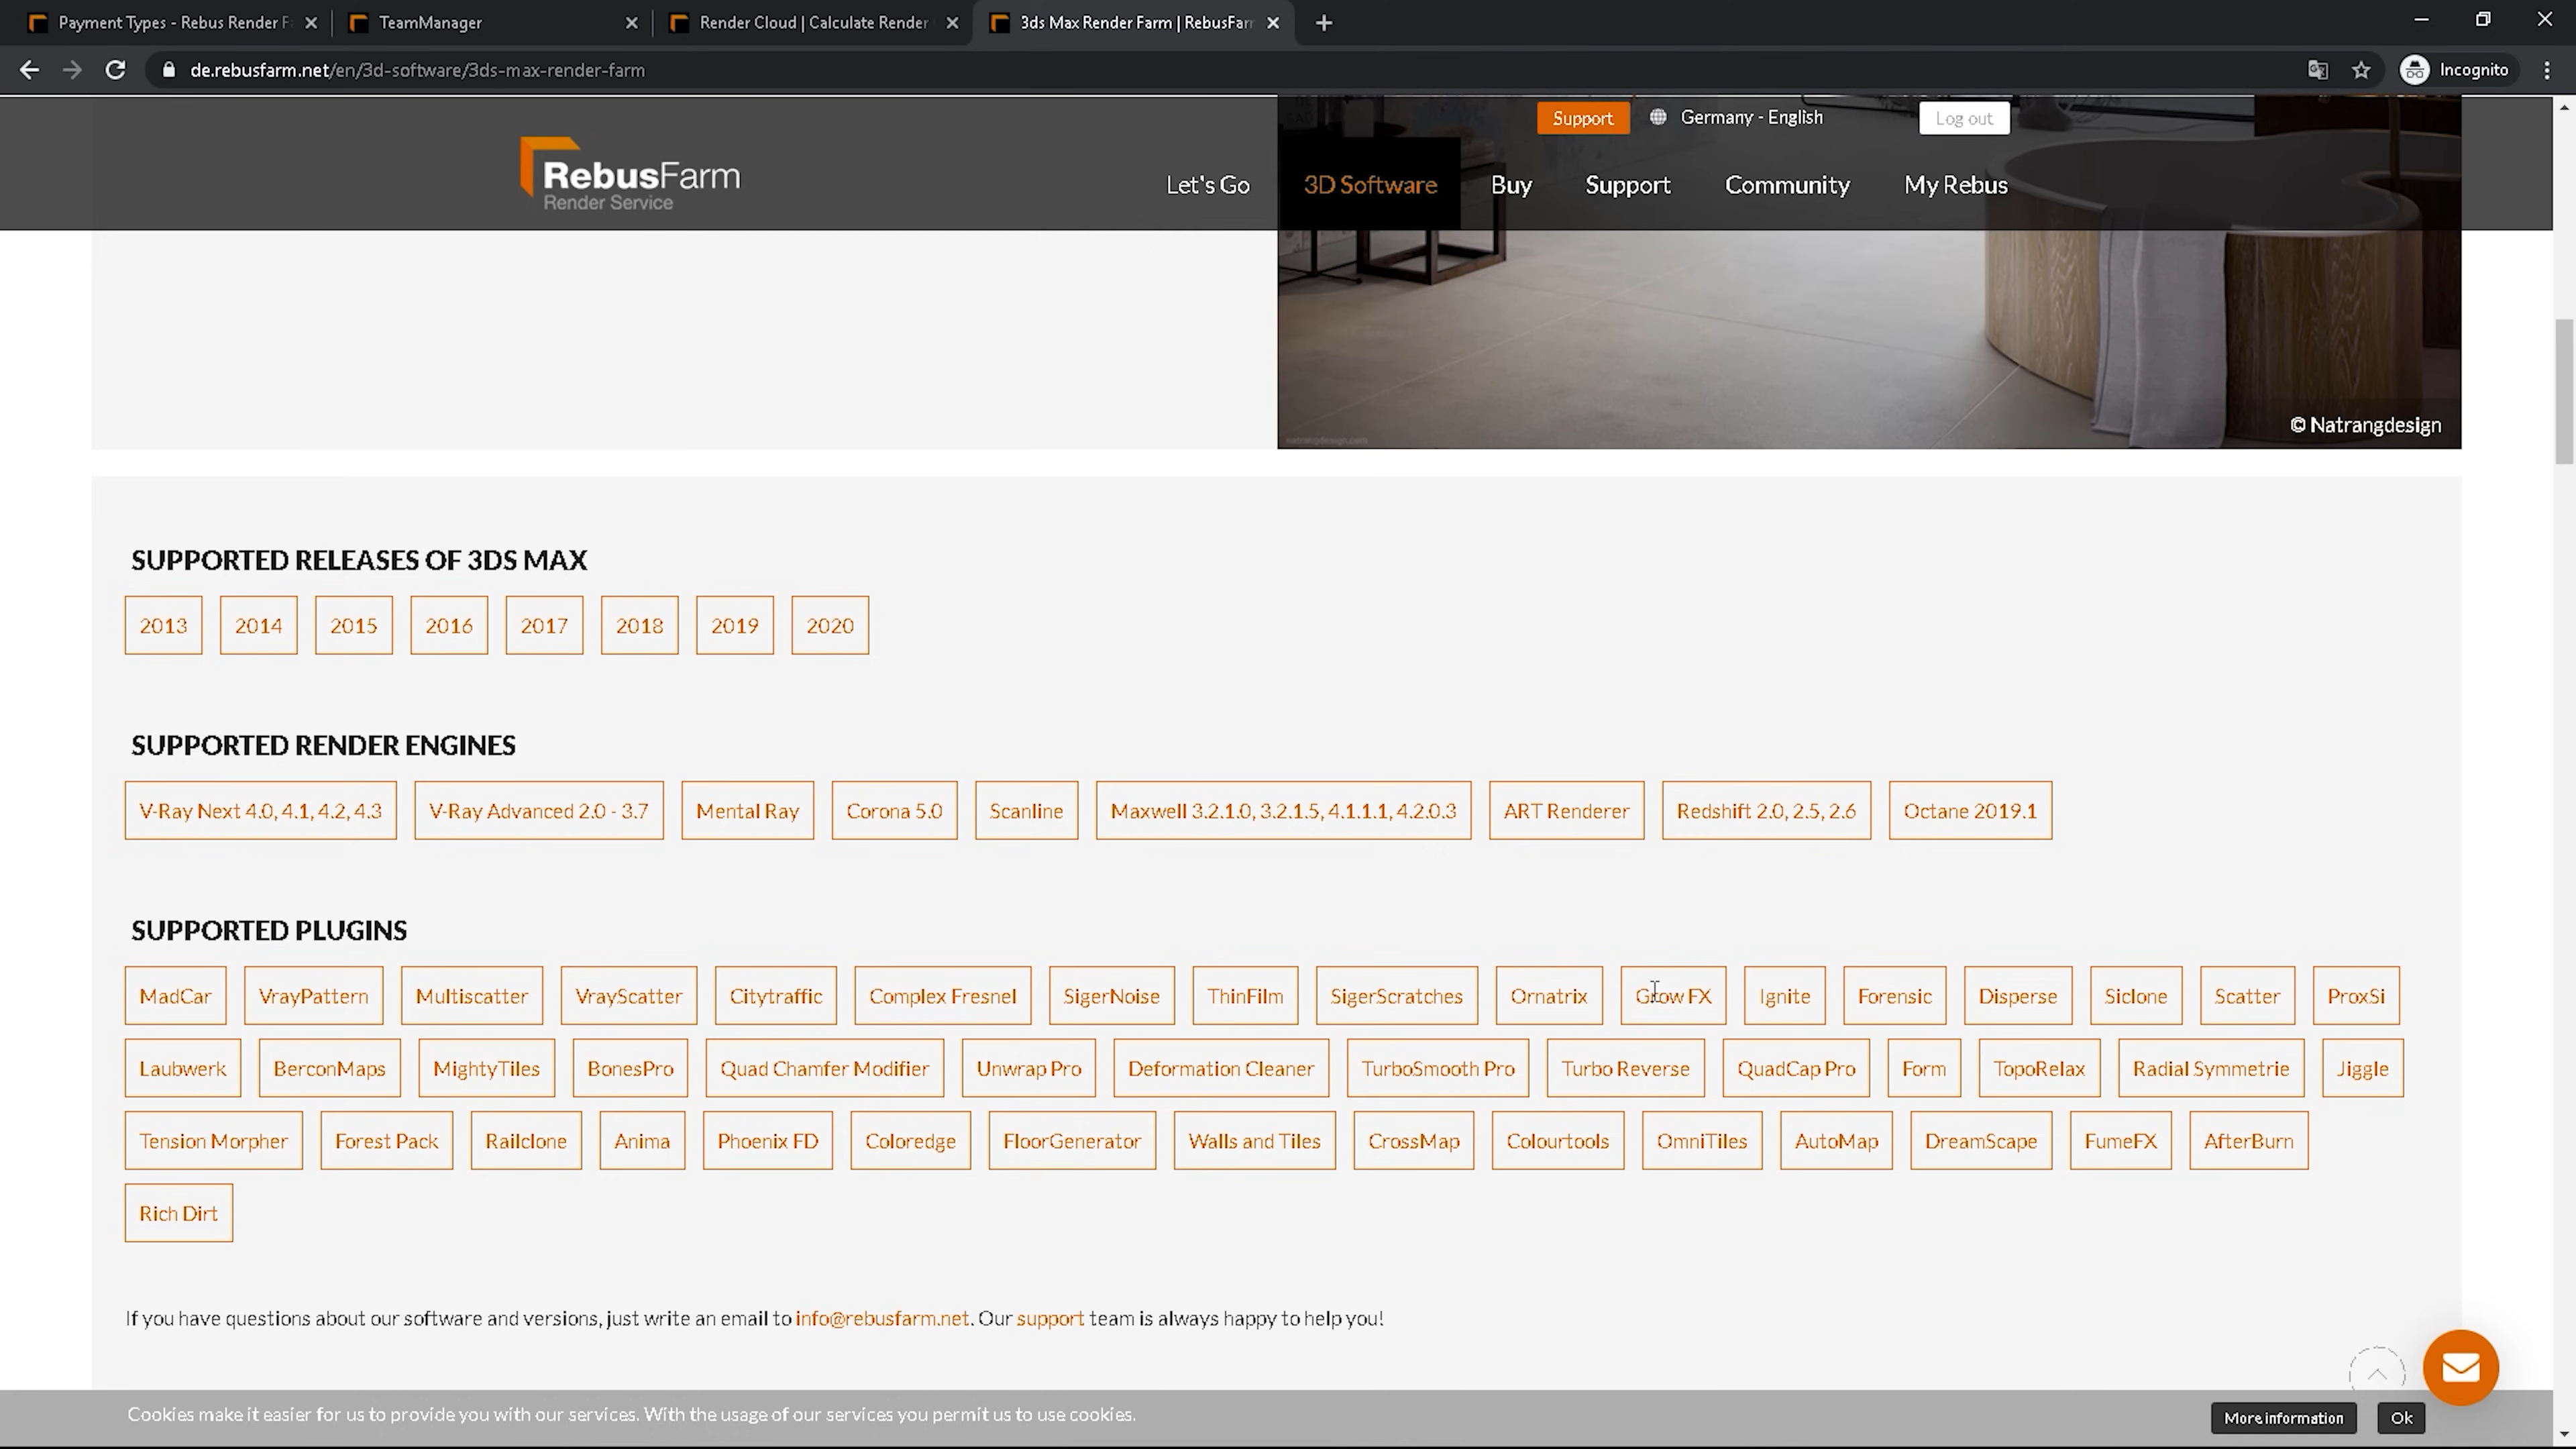 Payment Types - Rebus Render F
TeamManager
Render Cloud | Calculate Render
3ds Max Render Farm | RebusFar
de.rebusfarm.net/en/3d-software/3ds-max-render-farm
Incognito
Support
Germany - English
Log out
RebusFarm
Render Service
Let's Go
3D Software
Buy
Support
Community
My Rebus
natrangdesign.com
© Natrangdesign
SUPPORTED RELEASES OF 3DS MAX
2013 2014 2015 2016 2017 2018 2019 2020
SUPPORTED RENDER ENGINES
V-Ray Next 4.0, 4.1, 4.2, 4.3 V-Ray Advanced 2.0 - 3.7 Mental Ray Corona 5.0 Scanline Maxwell 3.2.1.0, 3.2.1.5, 4.1.1.1, 4.2.0.3 ART Renderer Redshift 2.0, 2.5, 2.6 Octane 2019.1
SUPPORTED PLUGINS
MadCar VrayPattern Multiscatter VrayScatter Citytraffic Complex Fresnel SigerNoise ThinFilm SigerScratches Ornatrix Grow FX Ignite Forensic Disperse Siclone Scatter ProxSi
Laubwerk BerconMaps MightyTiles BonesPro Quad Chamfer Modifier Unwrap Pro Deformation Cleaner TurboSmooth Pro Turbo Reverse QuadCap Pro Form TopoRelax Radial Symmetrie Jiggle
Tension Morpher Forest Pack Railclone Anima Phoenix FD Coloredge FloorGenerator Walls and Tiles CrossMap Colourtools OmniTiles AutoMap DreamScape FumeFX AfterBurn
Rich Dirt
If you have questions about our software and versions, just write an email to info@rebusfarm.net. Our support team is always happy to help you!
Cookies make it easier for us to provide you with our services. With the usage of our services you permit us to use cookies.
More information
Ok